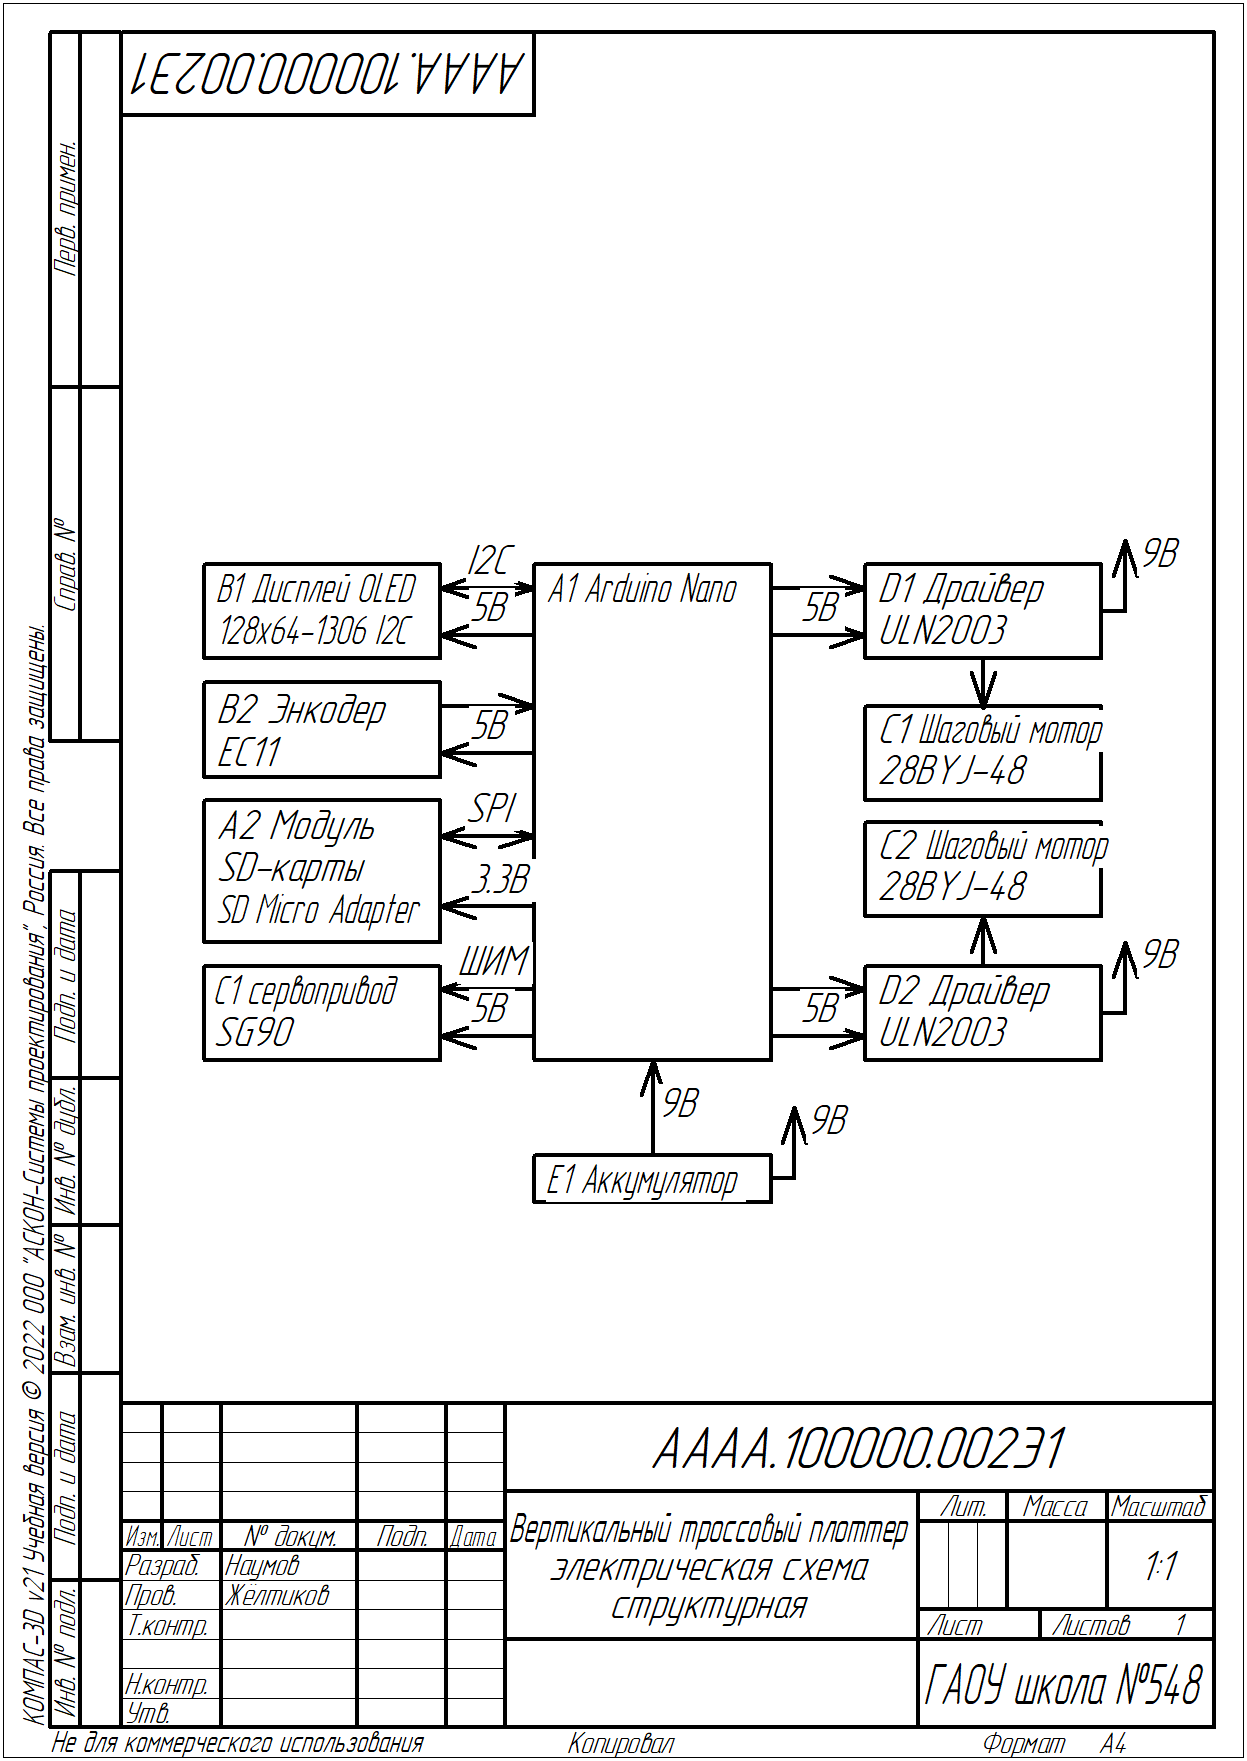 АААА.100000.002Э1
Перв. примен.
Справ. №
Подп. и дата
Инв. № дубл.
Взам. инв. №
Подп. и дата
Инв. № подл.
КОМПАС-3D v21 Учебная версия © 2022 ООО "АСКОН-Системы проектирования", Россия. Все права защищены.
B1 Дисплей OLED
128x64-1306 I2C
I2C
5В
B2 Энкодер
EC11
5В
A2 Модуль
SD-карты
SD Micro Adapter
SPI
3.3В
C1 сервопривод
SG90
ШИМ
5В
A1 Arduino Nano
5В
D1 Драйвер
ULN2003
9В
C1 Шаговый мотор
28BYJ-48
C2 Шаговый мотор
28BYJ-48
5В
D2 Драйвер
ULN2003
9В
9В
9В
E1 Аккумулятор
АААА.100000.002Э1
Изм. Лист № докум. Подп. Дата
Разраб. Наумов
Пров. Жёлтиков
Т.контр.
Н.контр.
Утв.
Вертикальный троссовый плоттер
электрическая схема
структурная
Лит. Масса Масштаб
1:1
Лист Листов 1
ГАОУ школа №548
Не для коммерческого использования Копировал Формат А4